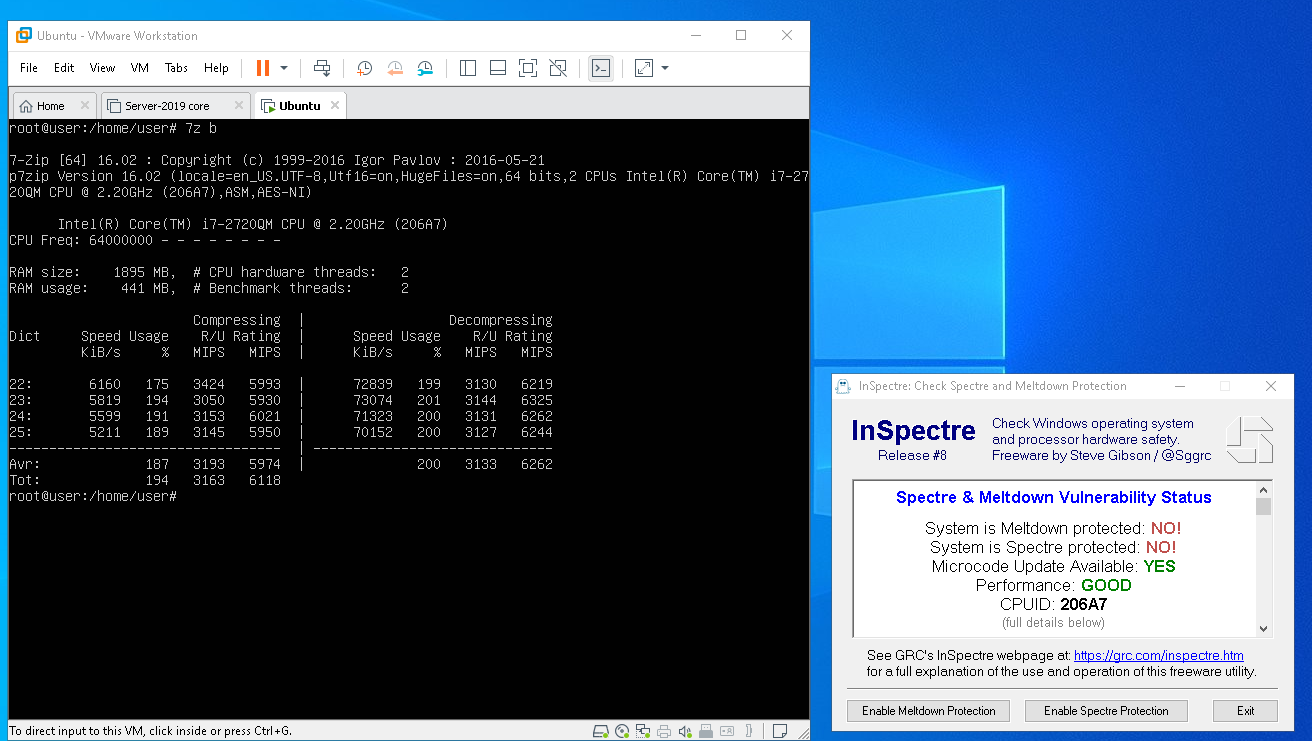 Ubuntu - VMware Workstation
File Edit View VM Tabs Help
Home Server-2019 core Ubuntu
root@user:/home/user# 7z b
7-Zip [64] 16.02 : Copyright (c) 1999-2016 Igor Pavlov : 2016-05-21
p7zip Version 16.02 (locale=en_US.UTF-8,Utf16=on,HugeFiles=on,64 bits,2 CPUs Intel(R) Core(TM) i7-27
20QM CPU @ 2.20GHz (206A7),ASM,AES-NI)
Intel(R) Core(TM) i7-2720QM CPU @ 2.20GHz (206A7)
CPU Freq: 64000000 - - - - - - - -
RAM size: 1895 MB, # CPU hardware threads: 2
RAM usage: 441 MB, # Benchmark threads: 2
Compressing | Decompressing
Dict Speed Usage R/U Rating | Speed Usage R/U Rating
KiB/s % MIPS MIPS | KiB/s % MIPS MIPS
22: 6160 175 3424 5993 | 72839 199 3130 6219
23: 5819 194 3050 5930 | 73074 201 3144 6325
24: 5599 191 3153 6021 | 71323 200 3131 6262
25: 5211 189 3145 5950 | 70152 200 3127 6244
---------------------------------- | ------------------------------
Avr: 187 3193 5974 | 200 3133 6262
Tot: 194 3163 6118
root@user:/home/user#
To direct input to this VM, click inside or press Ctrl+G.
InSpectre: Check Spectre and Meltdown Protection
InSpectre
Release #8
Check Windows operating system
and processor hardware safety.
Freeware by Steve Gibson / @Sggrc
Spectre & Meltdown Vulnerability Status
System is Meltdown protected: NO!
System is Spectre protected: NO!
Microcode Update Available: YES
Performance: GOOD
CPUID: 206A7
(full details below)
See GRC's InSpectre webpage at: https://grc.com/inspectre.htm
for a full explanation of the use and operation of this freeware utility.
Enable Meltdown Protection Enable Spectre Protection Exit